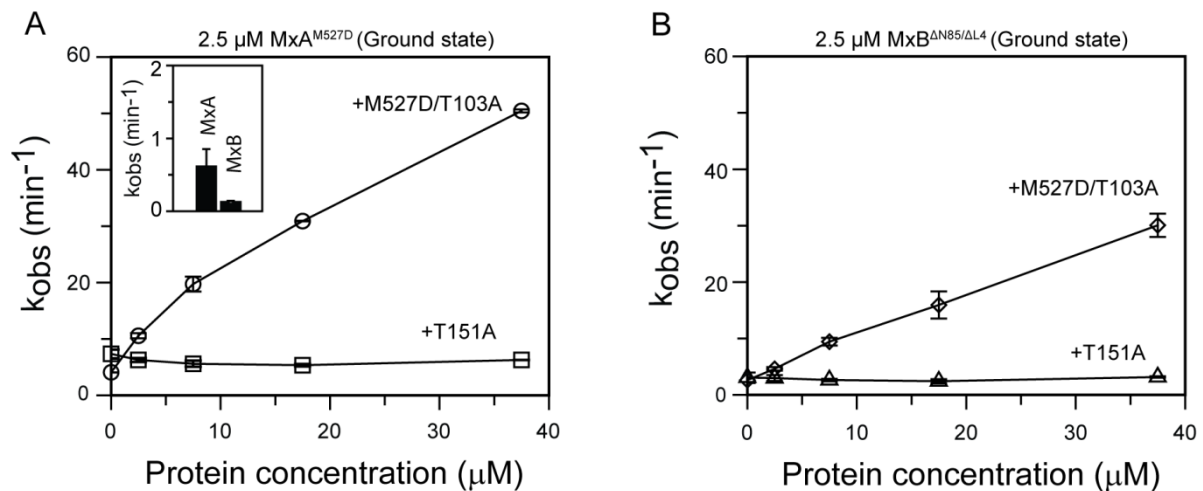 A
2.5 µM MxA^M527D (Ground state)
kobs (min-1)
60
40
20
0
0
10
20
30
40
Protein concentration (µM)
+M527D/T103A
+T151A
kobs (min-1)
2
1
0
MxA
MxB
B
2.5 µM MxB^ΔN85/ΔL4 (Ground state)
kobs (min-1)
60
40
20
0
0
10
20
30
40
Protein concentration (µM)
+M527D/T103A
+T151A